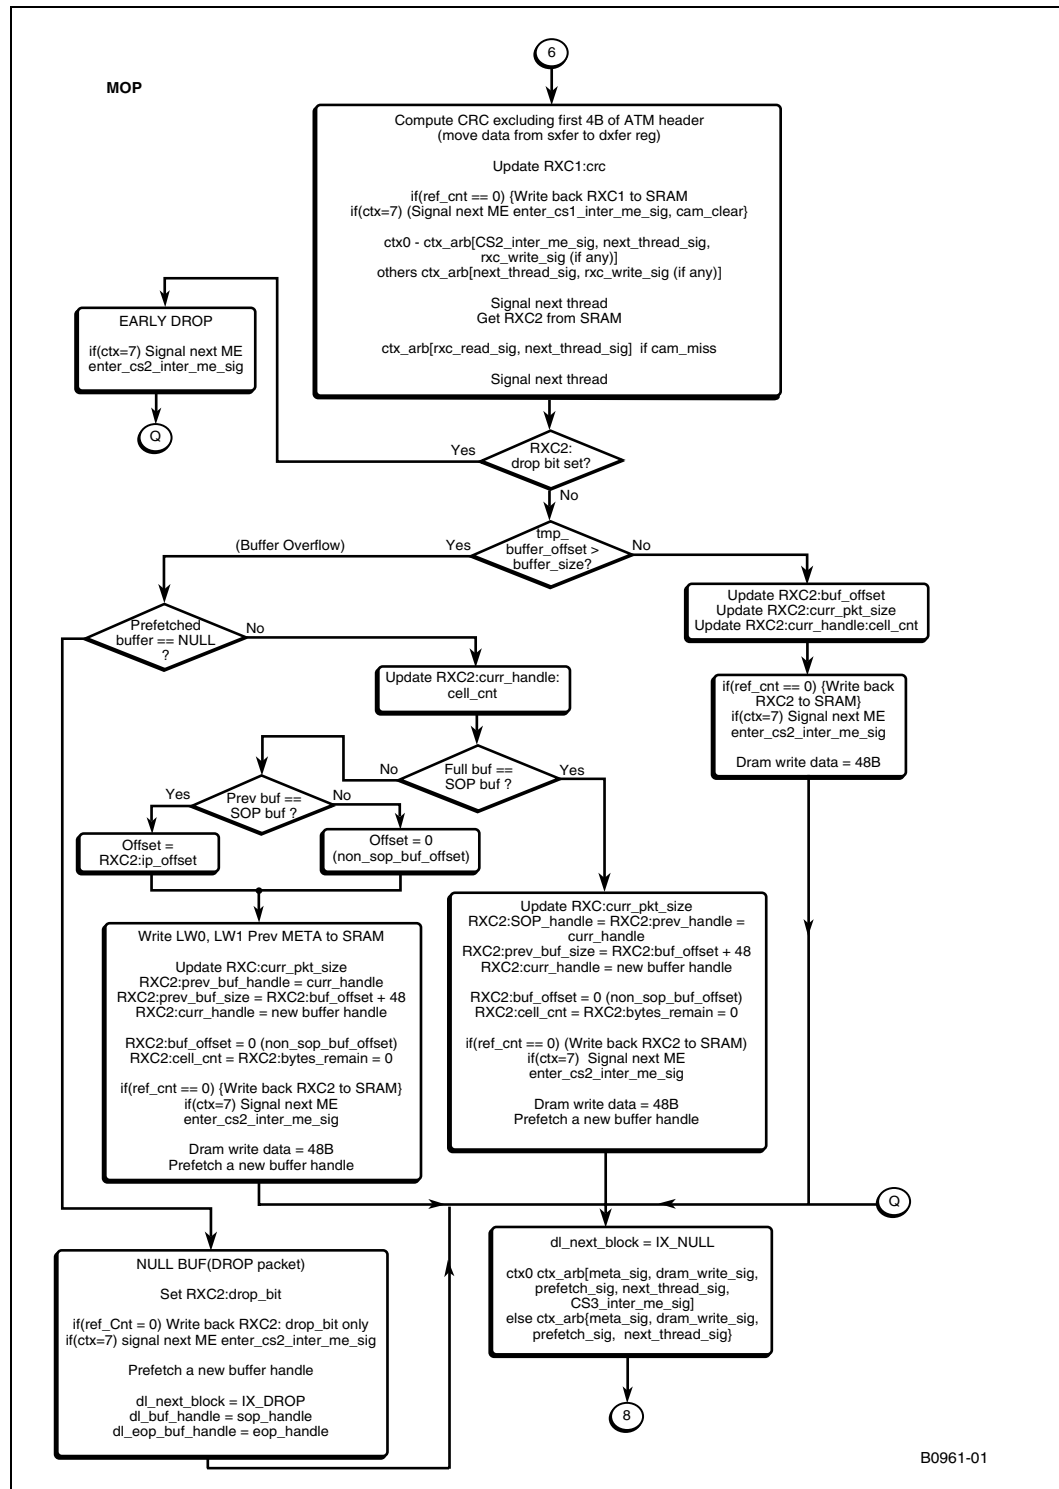 6
MOP
Compute CRC excluding first 4B of ATM header
(move data from sxfer to dxfer reg)
Update RXC1:crc
if(ref_cnt == 0) {Write back RXC1 to SRAM
if(ctx=7) (Signal next ME enter_cs1_inter_me_sig, cam_clear}
ctx0 - ctx_arb[CS2_inter_me_sig, next_thread_sig,
rxc_write_sig (if any)]
others ctx_arb[next_thread_sig, rxc_write_sig (if any)]
Signal next thread
Get RXC2 from SRAM
ctx_arb[rxc_read_sig, next_thread_sig]  if cam_miss
Signal next thread
EARLY DROP
if(ctx=7) Signal next ME
enter_cs2_inter_me_sig
Q
Yes
RXC2:
drop bit set?
No
(Buffer Overflow)
Yes
tmp_
buffer_offset >
buffer_size?
No
Update RXC2:buf_offset
Update RXC2:curr_pkt_size
Update RXC2:curr_handle:cell_cnt
Prefetched
buffer == NULL
?
No
Update RXC2:curr_handle:
cell_cnt
if(ref_cnt == 0) {Write back
RXC2 to SRAM}
if(ctx=7) Signal next ME
enter_cs2_inter_me_sig
Dram write data = 48B
No
Full buf ==
SOP buf ?
Yes
Yes
Prev buf ==
SOP buf ?
No
Offset =
RXC2:ip_offset
Offset = 0
(non_sop_buf_offset)
Write LW0, LW1 Prev META to SRAM
Update RXC:curr_pkt_size
RXC2:prev_buf_handle = curr_handle
RXC2:prev_buf_size = RXC2:buf_offset + 48
RXC2:curr_handle = new buffer handle
RXC2:buf_offset = 0 (non_sop_buf_offset)
RXC2:cell_cnt = RXC2:bytes_remain = 0
if(ref_cnt == 0) {Write back RXC2 to SRAM}
if(ctx=7) Signal next ME
enter_cs2_inter_me_sig
Dram write data = 48B
Prefetch a new buffer handle
Update RXC:curr_pkt_size
RXC2:SOP_handle = RXC2:prev_handle =
curr_handle
RXC2:prev_buf_size = RXC2:buf_offset + 48
RXC2:curr_handle = new buffer handle
RXC2:buf_offset = 0 (non_sop_buf_offset)
RXC2:cell_cnt = RXC2:bytes_remain = 0
if(ref_cnt == 0) (Write back RXC2 to SRAM)
if(ctx=7)  Signal next ME
enter_cs2_inter_me_sig
Dram write data = 48B
Prefetch a new buffer handle
Q
NULL BUF(DROP packet)
Set RXC2:drop_bit
if(ref_Cnt = 0) Write back RXC2: drop_bit only
if(ctx=7) signal next ME enter_cs2_inter_me_sig
Prefetch a new buffer handle
dl_next_block = IX_DROP
dl_buf_handle = sop_handle
dl_eop_buf_handle = eop_handle
dl_next_block = IX_NULL
ctx0 ctx_arb[meta_sig, dram_write_sig,
prefetch_sig, next_thread_sig,
CS3_inter_me_sig]
else ctx_arb{meta_sig, dram_write_sig,
prefetch_sig,  next_thread_sig}
8
B0961-01